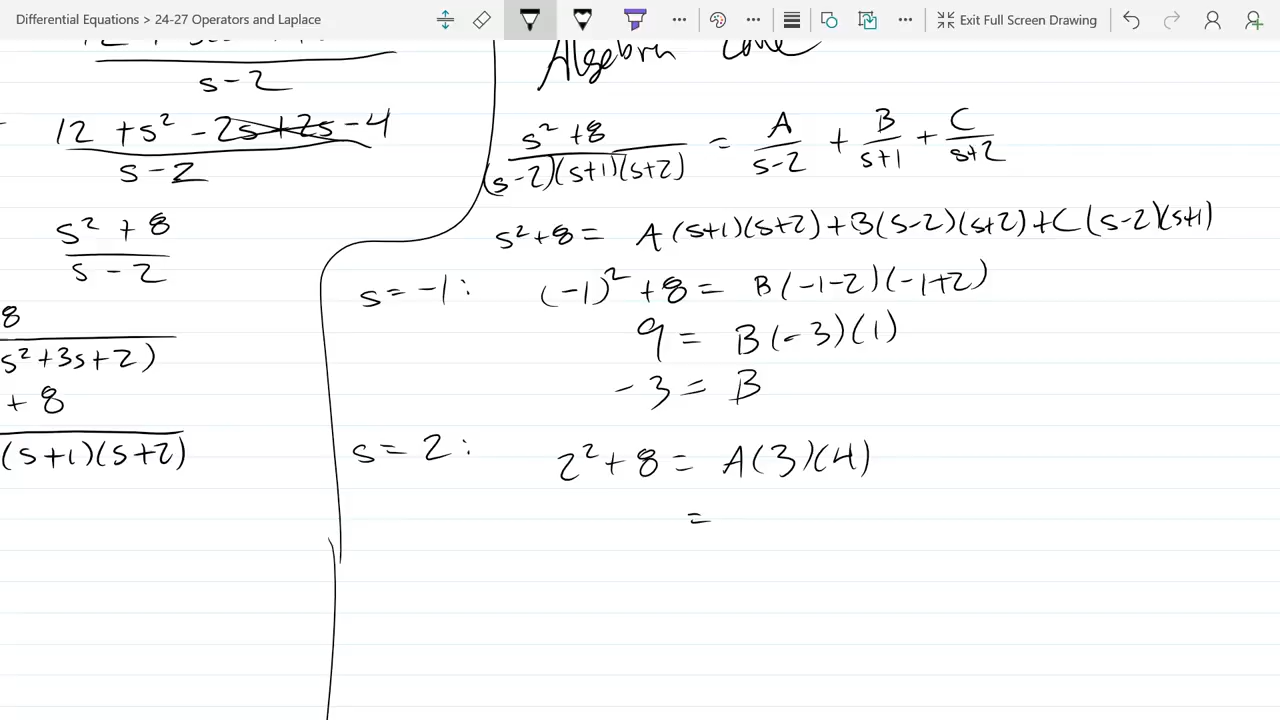 Differential Equations > 24-27 Operators and Laplace
Exit Full Screen Drawing
s-2
12 + s² - 2s+2s - 4
s-2
s² + 8
s - 2
8
s²+3s+2)
+ 8
(s+1)(s+2)
Algebra
s² +8 / (s-2)(s+1)(s+2) = A / s-2 + B / s+1 + C / s+2
s²+8 = A(s+1)(s+2)+B(s-2)(s+2)+C(s-2)(s+1)
s = -1: (-1)² +8 = B(-1-2)(-1+2)
9 = B(-3)(1)
-3 = B
s = 2: 2²+8 = A(3)(4)
=